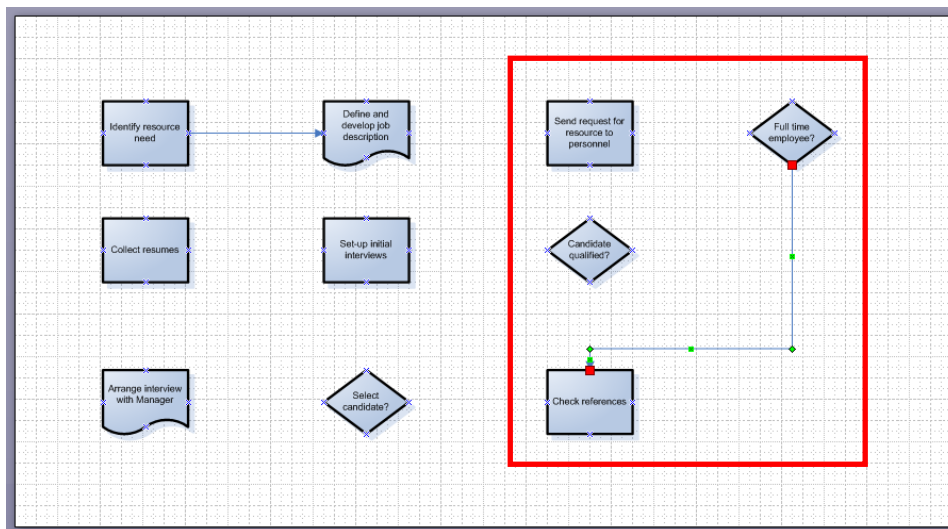 Identify resource
need
Define and
develop job
description
Send request for
resource to
personnel
Full time
employee?
Collect resumes
Set-up initial
interviews
Candidate
qualified?
Arrange interview
with Manager
Select
candidate?
Check references